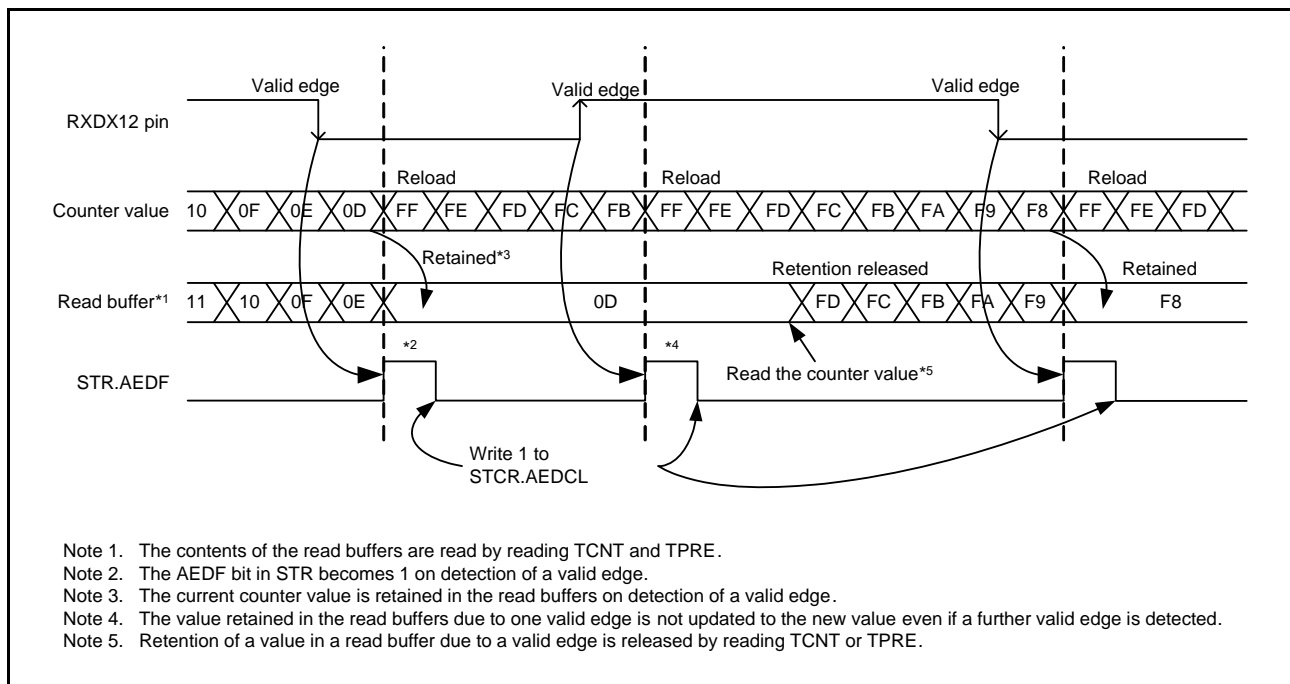 Valid edge Valid edge Valid edge
RXDX12 pin
Reload Reload Reload
Counter value 10 0F 0E 0D FF FE FD FC FB FF FE FD FC FB FA F9 F8 FF FE FD
Retained*3 Retention released Retained
Read buffer*1 11 10 0F 0E 0D FD FC FB FA F9 F8
*2 *4
STR.AEDF Read the counter value*5
Write 1 to
STCR.AEDCL
Note 1. The contents of the read buffers are read by reading TCNT and TPRE.
Note 2. The AEDF bit in STR becomes 1 on detection of a valid edge.
Note 3. The current counter value is retained in the read buffers on detection of a valid edge.
Note 4. The value retained in the read buffers due to one valid edge is not updated to the new value even if a further valid edge is detected.
Note 5. Retention of a value in a read buffer due to a valid edge is released by reading TCNT or TPRE.